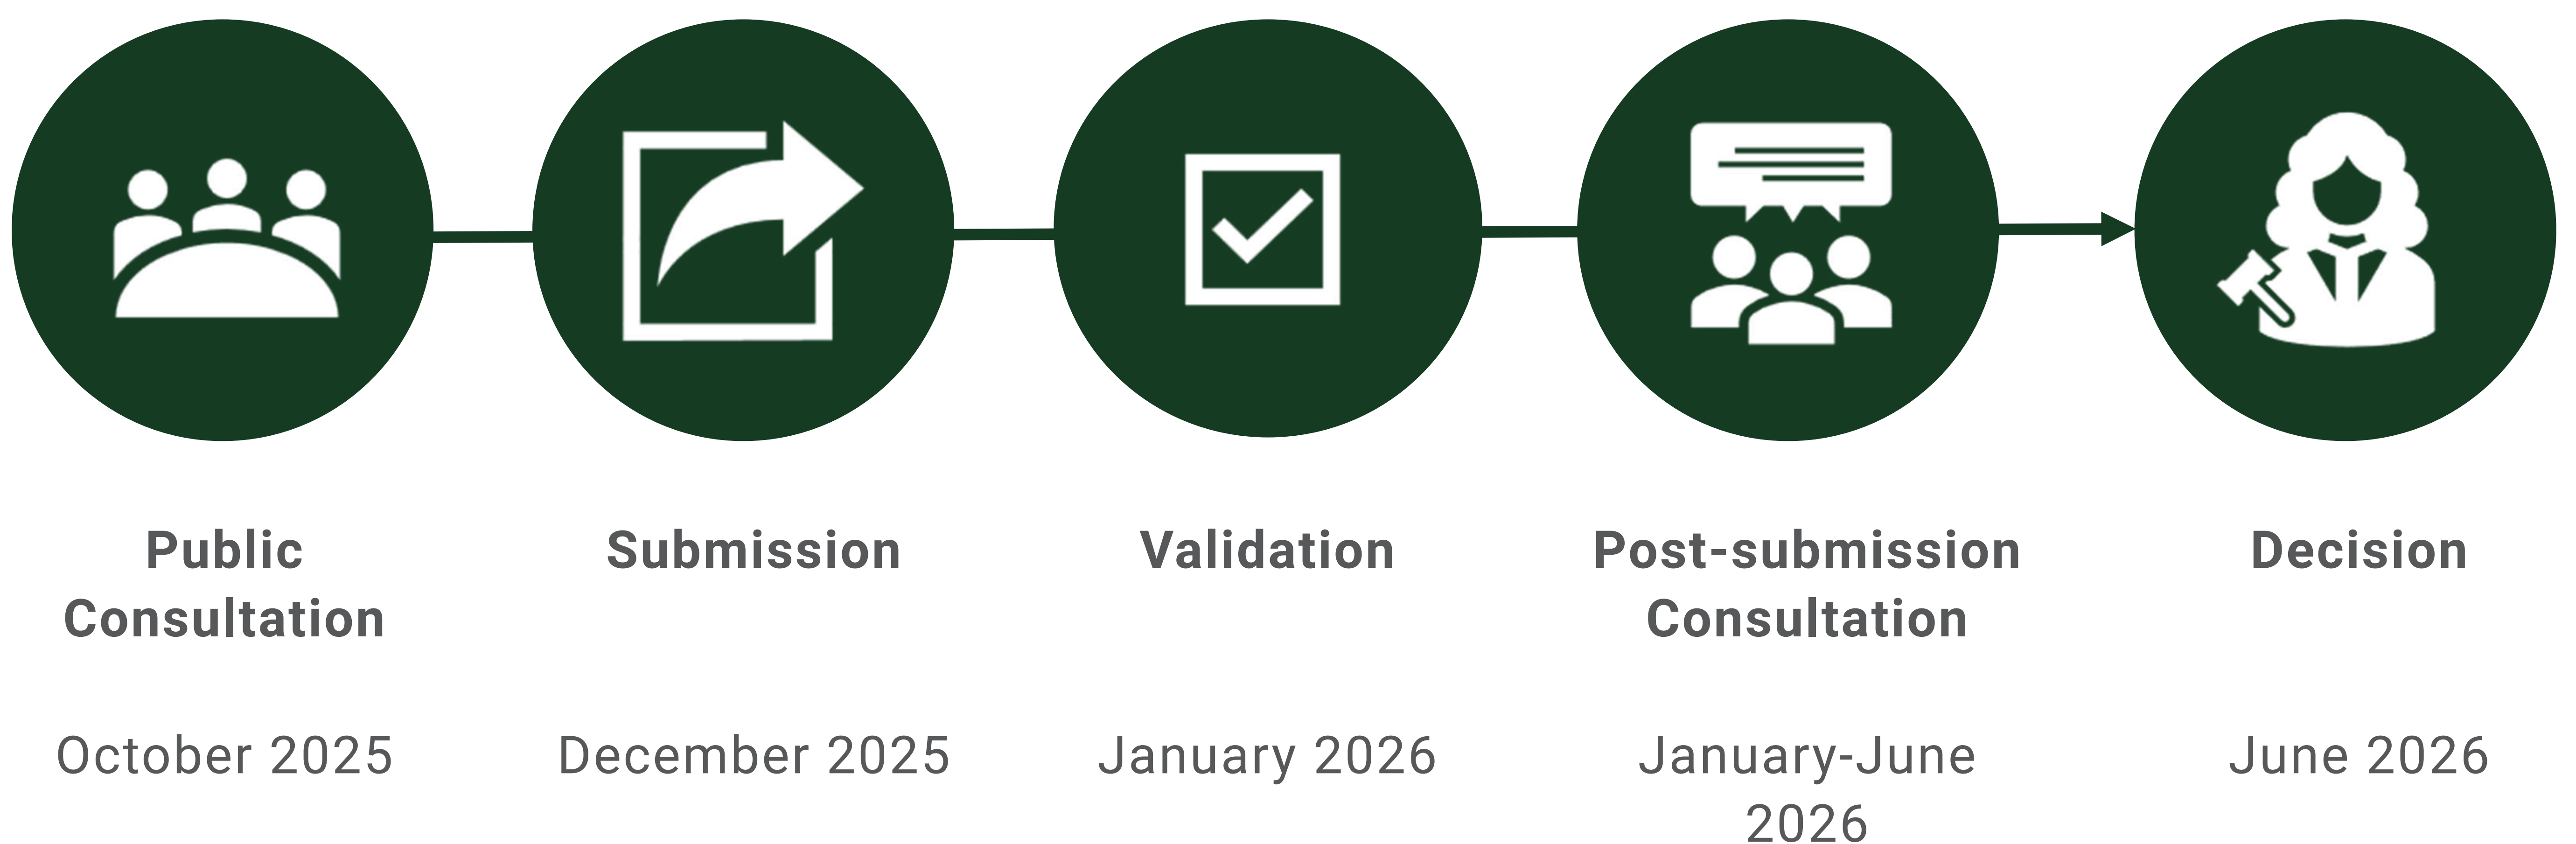 Public
Consultation
October 2025
Submission
December 2025
Validation
January 2026
Post-submission
Consultation
January-June
2026
Decision
June 2026